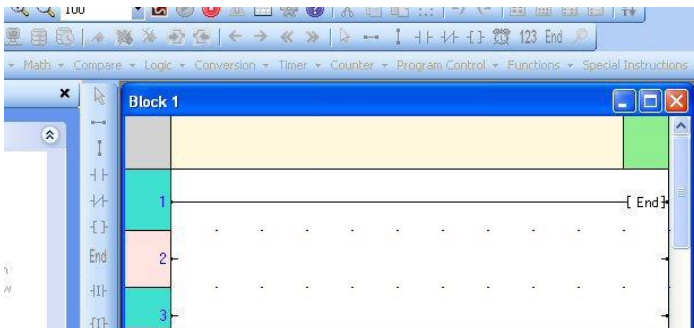 100
123 End
Math Compare Logic Conversion Timer Counter Program Control Functions Special Instructions
Block 1
1 [ End ]
End
2
3